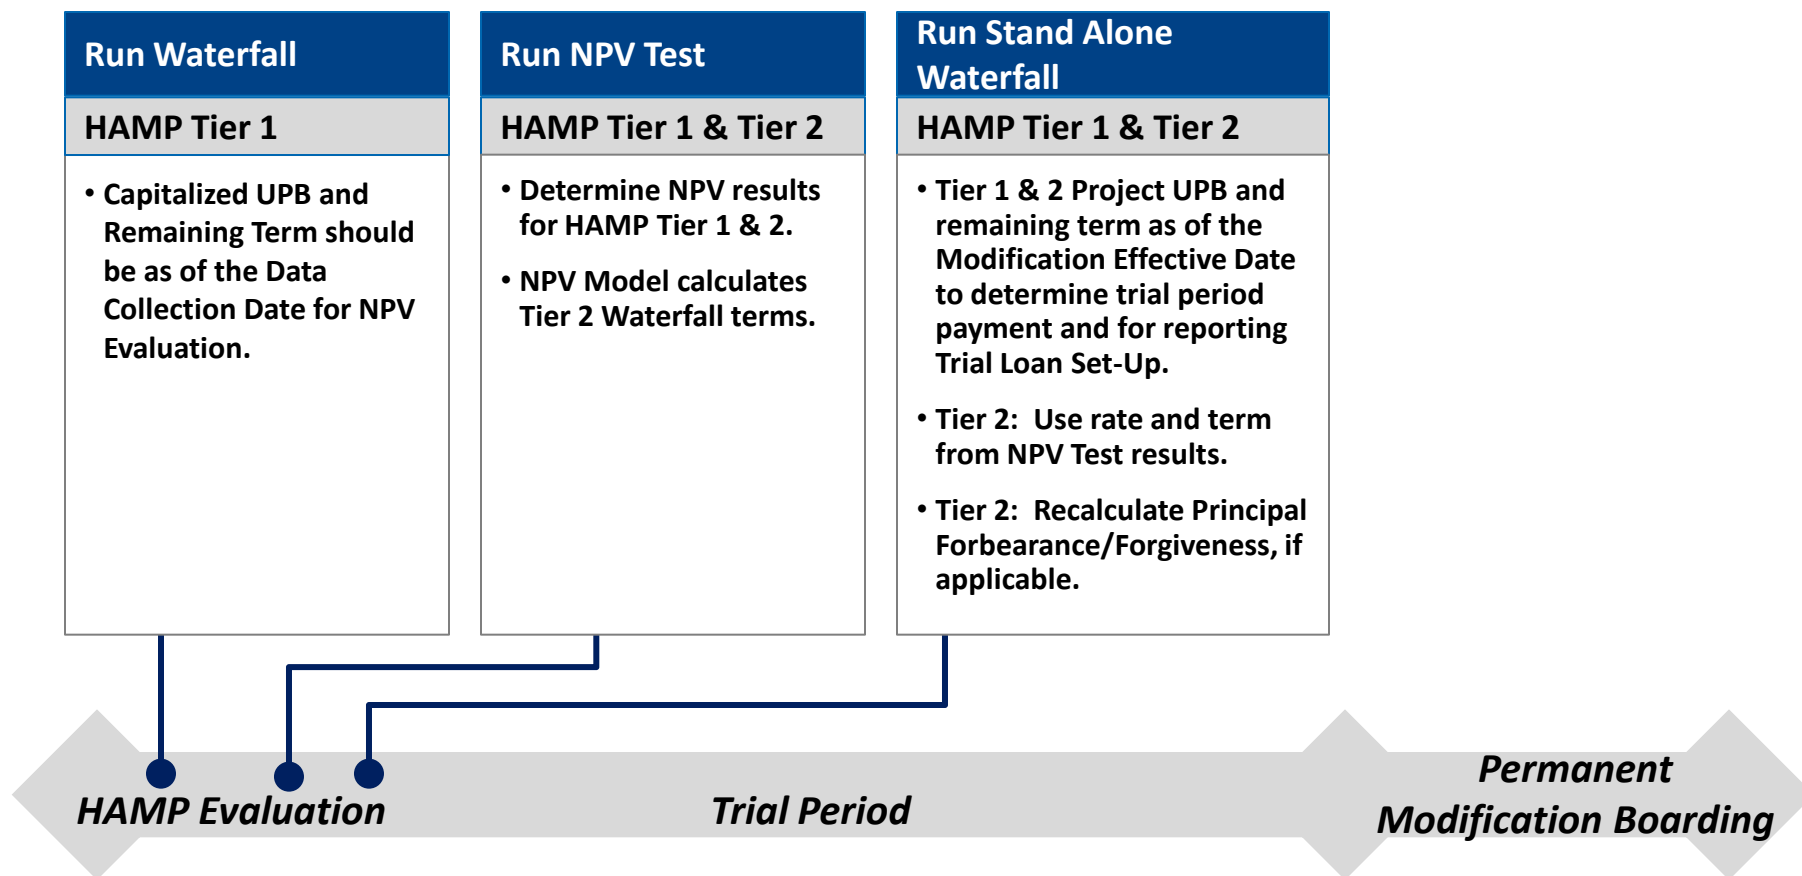 Run Waterfall
HAMP Tier 1
• Capitalized UPB and
Remaining Term should
be as of the Data
Collection Date for NPV
Evaluation.
Run NPV Test
HAMP Tier 1 & Tier 2
• Determine NPV results
for HAMP Tier 1 & 2.
• NPV Model calculates
Tier 2 Waterfall terms.
Run Stand Alone
Waterfall
HAMP Tier 1 & Tier 2
• Tier 1 & 2 Project UPB and
remaining term as of the
Modification Effective Date
to determine trial period
payment and for reporting
Trial Loan Set-Up.
• Tier 2:  Use rate and term
from NPV Test results.
• Tier 2:  Recalculate Principal
Forbearance/Forgiveness, if
applicable.
HAMP Evaluation
Trial Period
Permanent
Modification Boarding